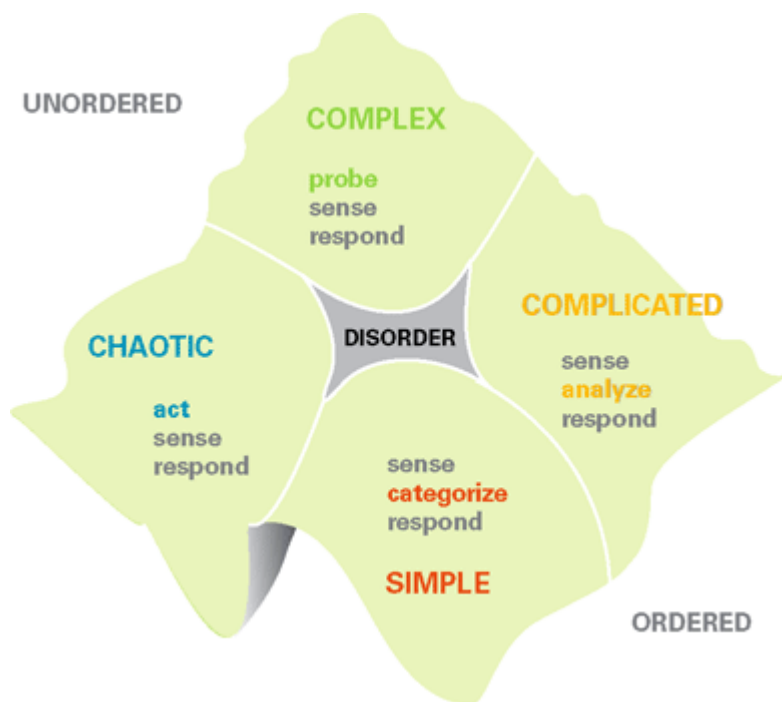 UNORDERED
COMPLEX
probe
sense
respond
COMPLICATED
sense
analyze
respond
DISORDER
CHAOTIC
act
sense
respond
sense
categorize
respond
SIMPLE
ORDERED